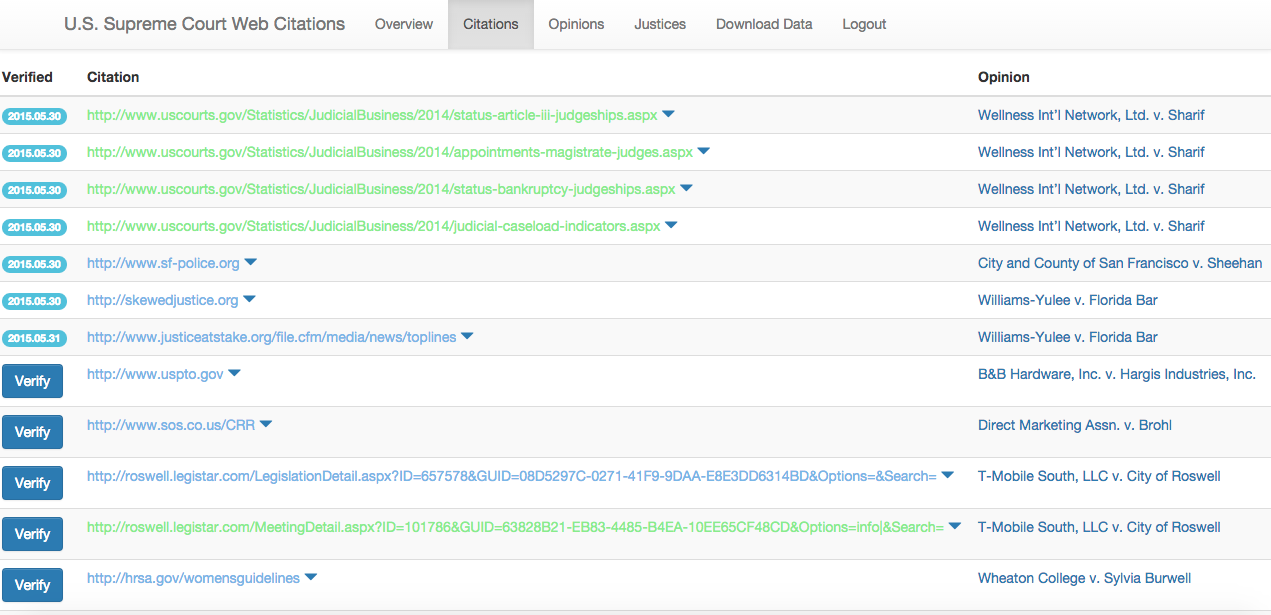 U.S. Supreme Court Web Citations Overview Citations Opinions Justices Download Data Logout
Verified Citation Opinion
2015.05.30 http://www.uscourts.gov/Statistics/JudicialBusiness/2014/status-article-iii-judgeships.aspx Wellness Int'l Network, Ltd. v. Sharif
2015.05.30 http://www.uscourts.gov/Statistics/JudicialBusiness/2014/appointments-magistrate-judges.aspx Wellness Int'l Network, Ltd. v. Sharif
2015.05.30 http://www.uscourts.gov/Statistics/JudicialBusiness/2014/status-bankruptcy-judgeships.aspx Wellness Int'l Network, Ltd. v. Sharif
2015.05.30 http://www.uscourts.gov/Statistics/JudicialBusiness/2014/judicial-caseload-indicators.aspx Wellness Int'l Network, Ltd. v. Sharif
2015.05.30 http://www.sf-police.org City and County of San Francisco v. Sheehan
2015.05.30 http://skewedjustice.org Williams-Yulee v. Florida Bar
2015.05.31 http://www.justiceatstake.org/file.cfm/media/news/toplines Williams-Yulee v. Florida Bar
Verify http://www.uspto.gov B&B Hardware, Inc. v. Hargis Industries, Inc.
Verify http://www.sos.co.us/CRR Direct Marketing Assn. v. Brohl
Verify http://roswell.legistar.com/LegislationDetail.aspx?ID=657578&GUID=08D5297C-0271-41F9-9DAA-E8E3DD6314BD&Options=&Search= T-Mobile South, LLC v. City of Roswell
Verify http://roswell.legistar.com/MeetingDetail.aspx?ID=101786&GUID=63828B21-EB83-4485-B4EA-10EE65CF48CD&Options=info|&Search= T-Mobile South, LLC v. City of Roswell
Verify http://hrsa.gov/womensguidelines Wheaton College v. Sylvia Burwell